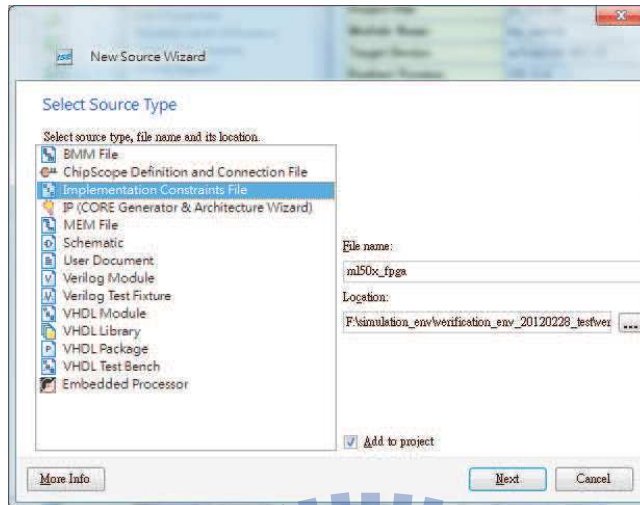 New Source Wizard
Select Source Type
Select source type, file name and its location.
BMM File
ChipScope Definition and Connection File
Implementation Constraints File
IP (CORE Generator & Architecture Wizard)
MEM File
Schematic
User Document
Verilog Module
Verilog Test Fixture
VHDL Module
VHDL Library
VHDL Package
VHDL Test Bench
Embedded Processor
File name:
ml50x_fpga
Location:
F:\simulation_env\verification_env_20120228_test\ver
...
Add to project
More Info
Next
Cancel